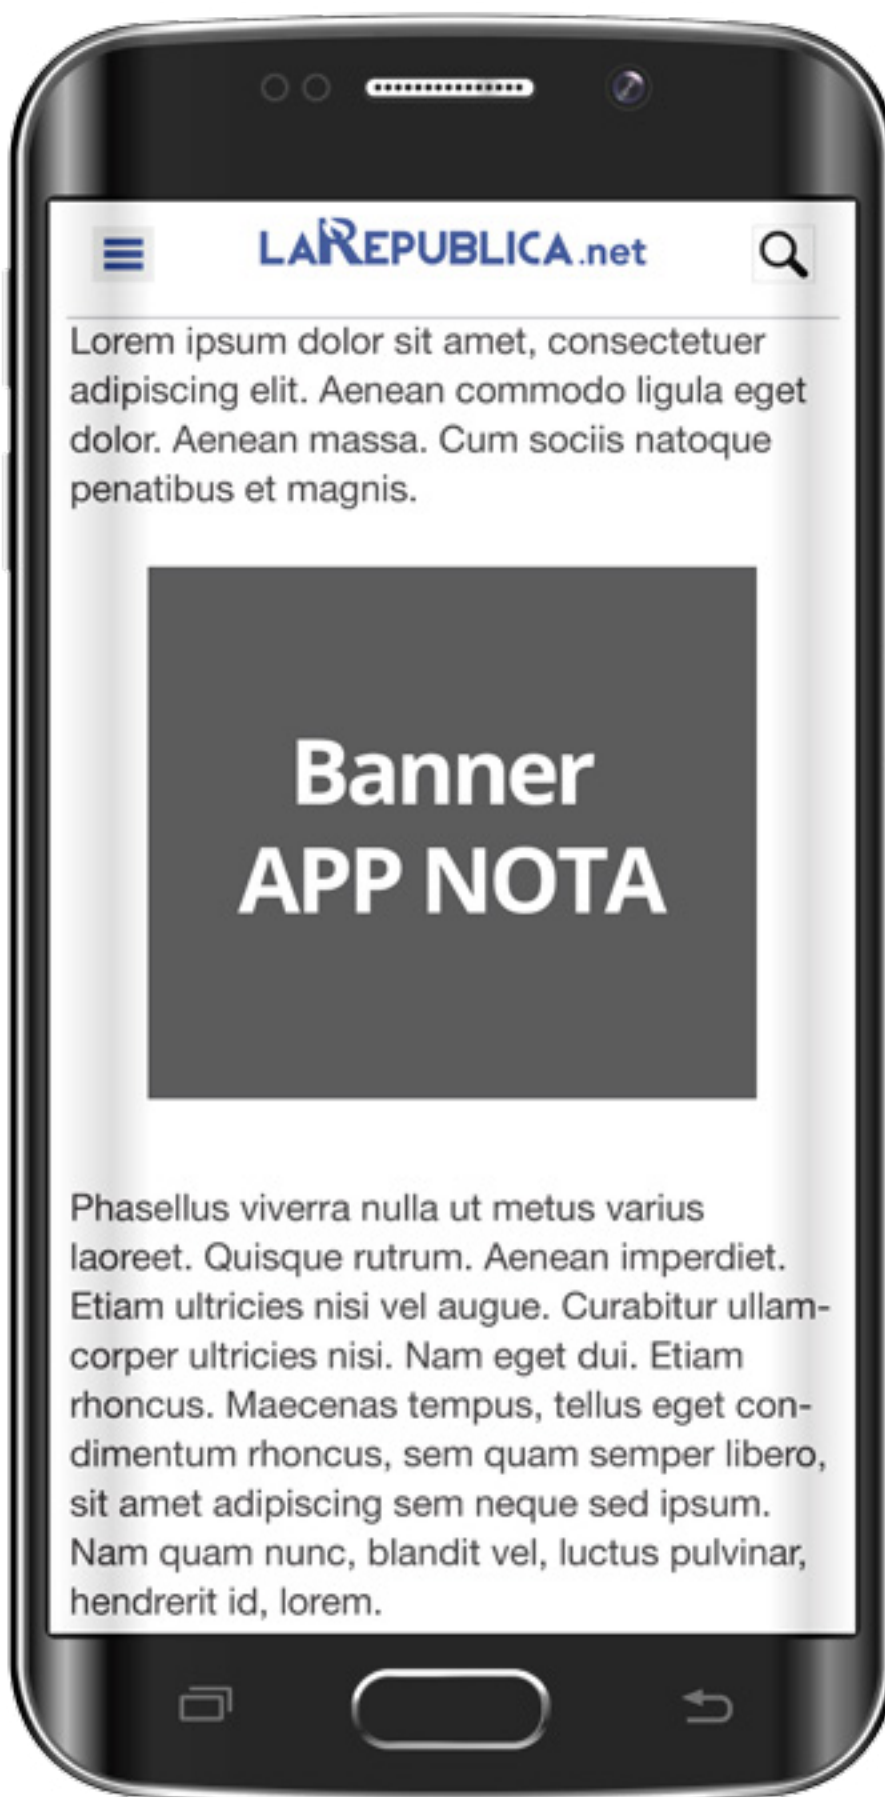 LAREPUBLICA.net
Lorem ipsum dolor sit amet, consectetuer
adipiscing elit. Aenean commodo ligula eget
dolor. Aenean massa. Cum sociis natoque
penatibus et magnis.
Banner
APP NOTA
Phasellus viverra nulla ut metus varius
laoreet. Quisque rutrum. Aenean imperdiet.
Etiam ultricies nisi vel augue. Curabitur ullam-
corper ultricies nisi. Nam eget dui. Etiam
rhoncus. Maecenas tempus, tellus eget con-
dimentum rhoncus, sem quam semper libero,
sit amet adipiscing sem neque sed ipsum.
Nam quam nunc, blandit vel, luctus pulvinar,
hendrerit id, lorem.